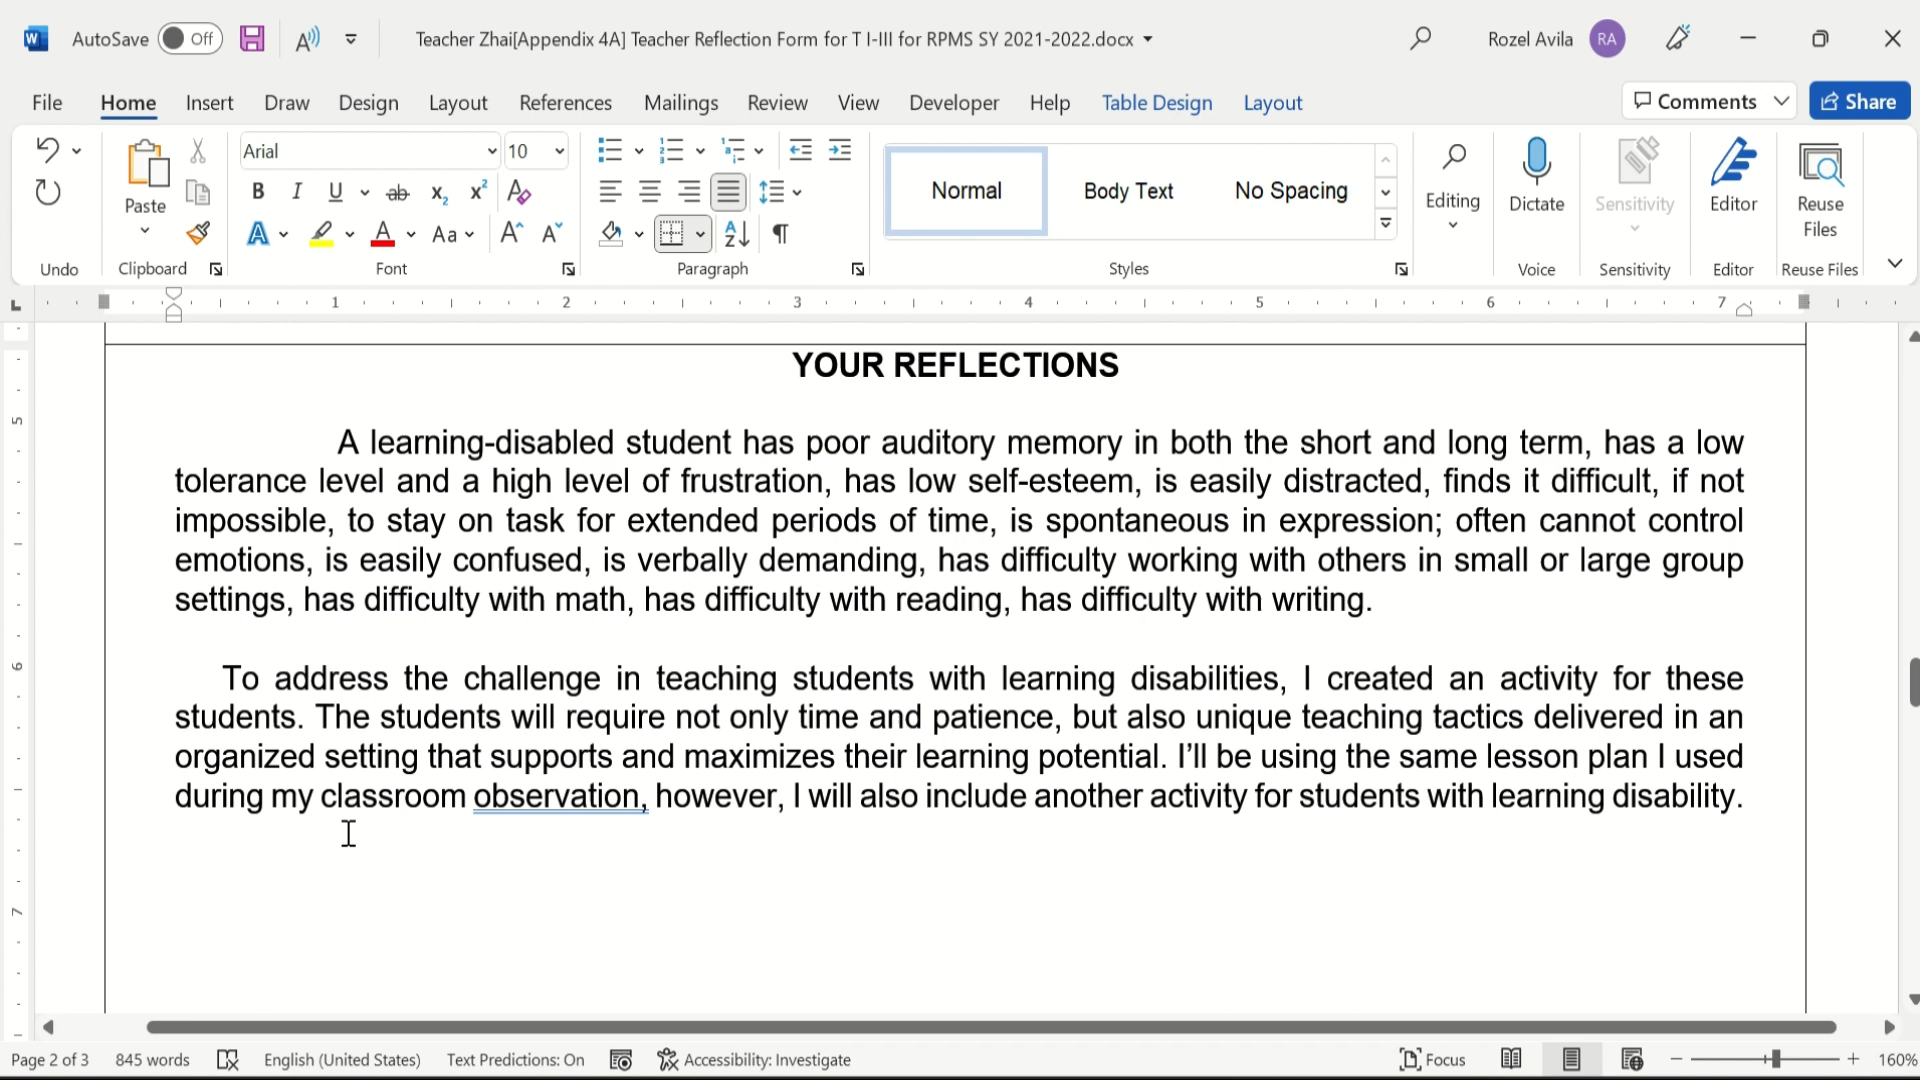 AutoSave Off Teacher Zhai[Appendix 4A] Teacher Reflection Form for T I-III for RPMS SY 2021-2022.docx Rozel Avila RA
File Home Insert Draw Design Layout References Mailings Review View Developer Help Table Design Layout Comments Share
Arial 10
Paste
Normal Body Text No Spacing
Editing Dictate Sensitivity Editor Reuse Files
Undo Clipboard Font Paragraph Styles Voice Sensitivity Editor Reuse Files
1 2 3 4 5 6 7
YOUR REFLECTIONS
A learning-disabled student has poor auditory memory in both the short and long term, has a low
tolerance level and a high level of frustration, has low self-esteem, is easily distracted, finds it difficult, if not
impossible, to stay on task for extended periods of time, is spontaneous in expression; often cannot control
emotions, is easily confused, is verbally demanding, has difficulty working with others in small or large group
settings, has difficulty with math, has difficulty with reading, has difficulty with writing.
To address the challenge in teaching students with learning disabilities, I created an activity for these
students. The students will require not only time and patience, but also unique teaching tactics delivered in an
organized setting that supports and maximizes their learning potential. I’ll be using the same lesson plan I used
during my classroom observation, however, I will also include another activity for students with learning disability.
5
6
7
Page 2 of 3 845 words English (United States) Text Predictions: On Accessibility: Investigate Focus 160%